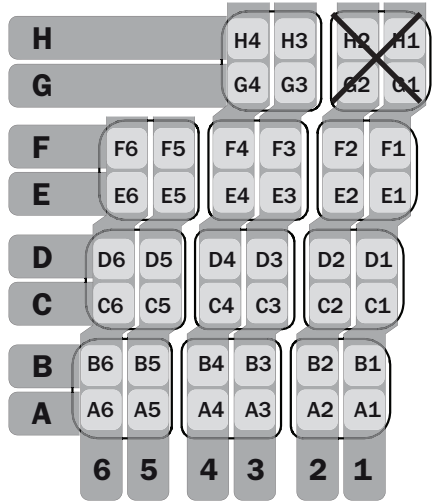 H H4 H3 H2 H1
G G4 G3 G2 G1
F F6 F5 F4 F3 F2 F1
E E6 E5 E4 E3 E2 E1
D D6 D5 D4 D3 D2 D1
C C6 C5 C4 C3 C2 C1
B B6 B5 B4 B3 B2 B1
A A6 A5 A4 A3 A2 A1
6 5 4 3 2 1